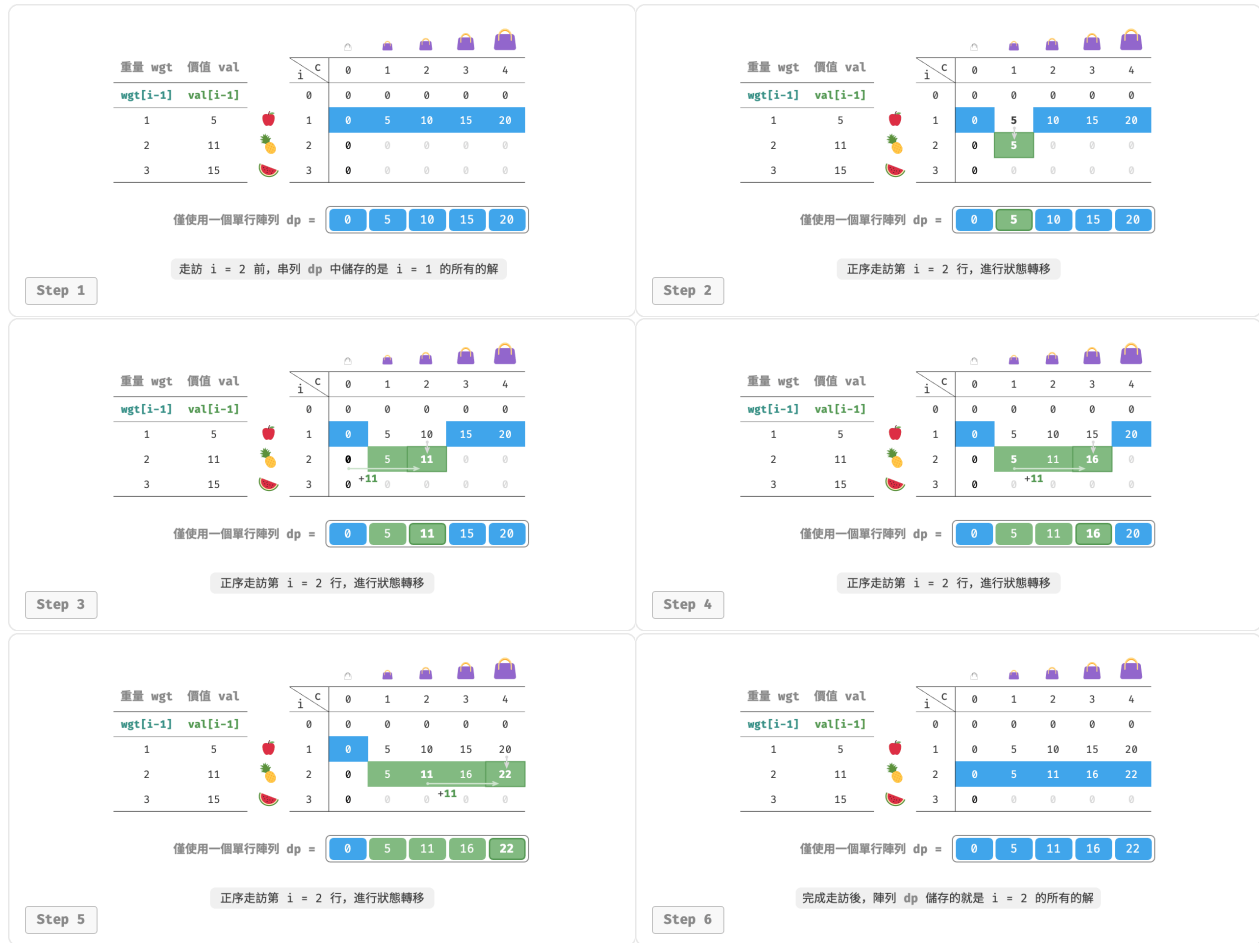 重量 wgt 價值 val i c 0 1 2 3 4
wgt[i-1] val[i-1] 0 0 0 0 0 0
1 5 1 0 5 10 15 20
2 11 2 0 0 0 0 0
3 15 3 0 0 0 0 0
僅使用一個單行陣列 dp = 0 5 10 15 20
走訪 i = 2 前，串列 dp 中儲存的是 i = 1 的所有的解
Step 1
重量 wgt 價值 val i c 0 1 2 3 4
wgt[i-1] val[i-1] 0 0 0 0 0 0
1 5 1 0 5 10 15 20
2 11 2 0 5 0 0 0
3 15 3 0 0 0 0 0
僅使用一個單行陣列 dp = 0 5 10 15 20
正序走訪第 i = 2 行，進行狀態轉移
Step 2
重量 wgt 價值 val i c 0 1 2 3 4
wgt[i-1] val[i-1] 0 0 0 0 0 0
1 5 1 0 5 10 15 20
2 11 2 0 5 11 0 0
+11
3 15 3 0 0 0 0 0
僅使用一個單行陣列 dp = 0 5 11 15 20
正序走訪第 i = 2 行，進行狀態轉移
Step 3
重量 wgt 價值 val i c 0 1 2 3 4
wgt[i-1] val[i-1] 0 0 0 0 0 0
1 5 1 0 5 10 15 20
2 11 2 0 5 11 16 0
+11
3 15 3 0 0 0 0 0
僅使用一個單行陣列 dp = 0 5 11 16 20
正序走訪第 i = 2 行，進行狀態轉移
Step 4
重量 wgt 價值 val i c 0 1 2 3 4
wgt[i-1] val[i-1] 0 0 0 0 0 0
1 5 1 0 5 10 15 20
2 11 2 0 5 11 16 22
+11
3 15 3 0 0 0 0 0
僅使用一個單行陣列 dp = 0 5 11 16 22
正序走訪第 i = 2 行，進行狀態轉移
Step 5
重量 wgt 價值 val i c 0 1 2 3 4
wgt[i-1] val[i-1] 0 0 0 0 0 0
1 5 1 0 5 10 15 20
2 11 2 0 5 11 16 22
3 15 3 0 0 0 0 0
僅使用一個單行陣列 dp = 0 5 11 16 22
完成走訪後，陣列 dp 儲存的就是 i = 2 的所有的解
Step 6